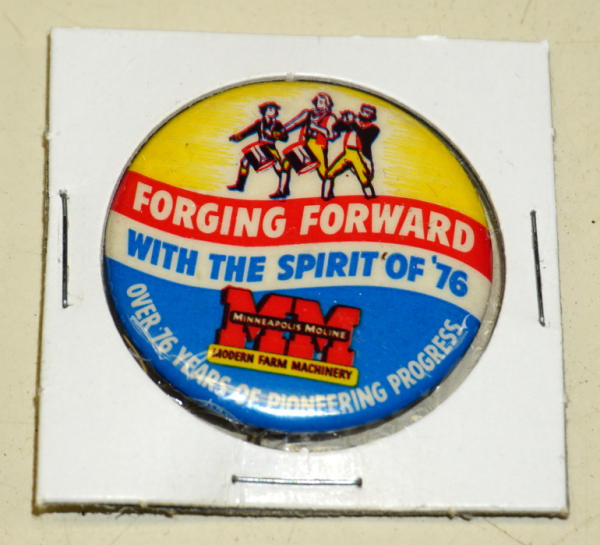 FORGING FORWARD
WITH THE SPIRIT OF '76
MM
MINNEAPOLIS MOLINE
MODERN FARM MACHINERY
OVER 76 YEARS OF PIONEERING PROGRESS